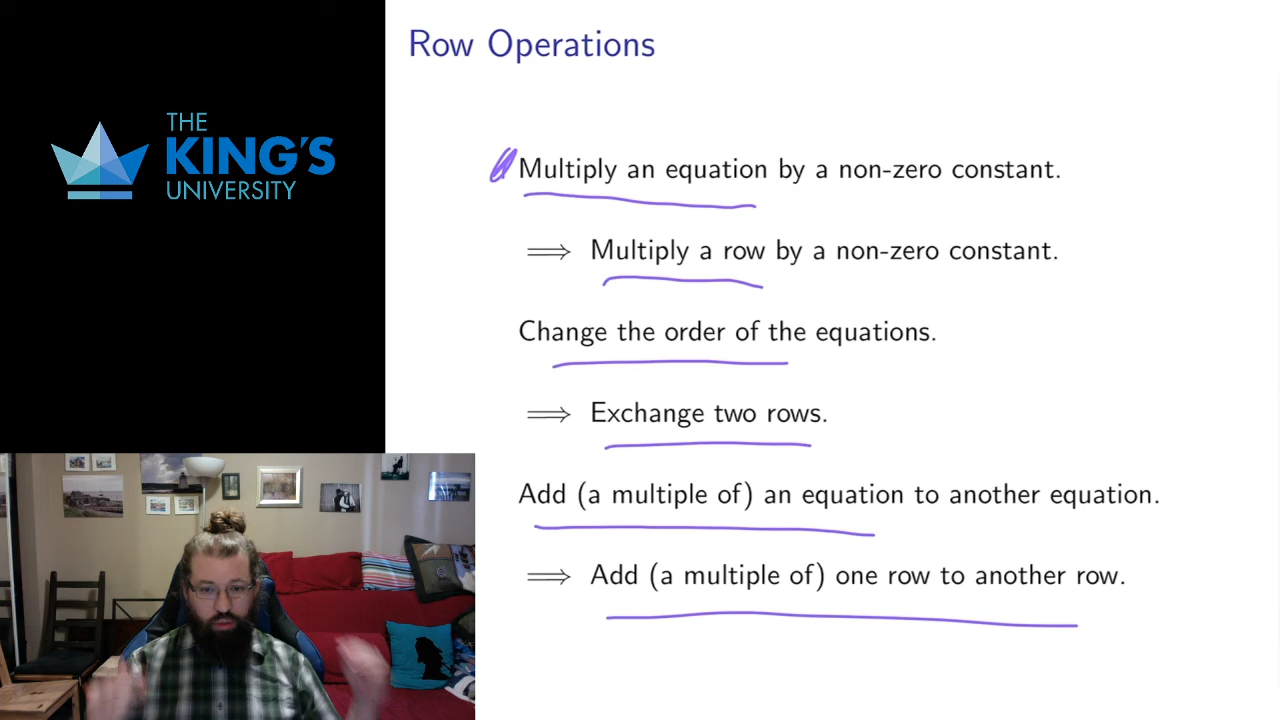 THE
KING'S
UNIVERSITY
Row Operations
Multiply an equation by a non-zero constant.
⟹ Multiply a row by a non-zero constant.
Change the order of the equations.
⟹ Exchange two rows.
Add (a multiple of) an equation to another equation.
⟹ Add (a multiple of) one row to another row.